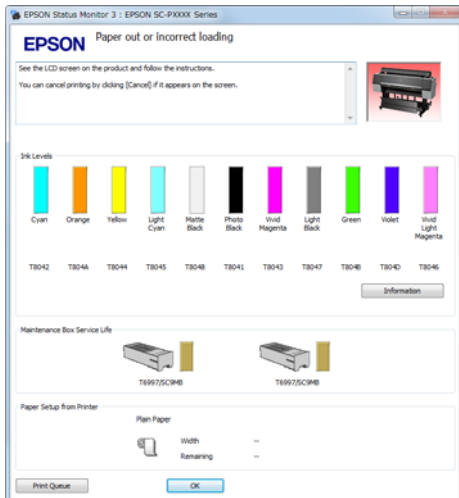 EPSON Status Monitor 3 : EPSON SC-PXXXX Series
EPSON
Paper out or incorrect loading
See the LCD screen on the product and follow the instructions.
You can cancel printing by clicking [Cancel] if it appears on the screen.
Ink Levels
Cyan Orange Yellow Light Cyan Matte Black Photo Black Vivid Magenta Light Black Green Violet Vivid Light Magenta
T8042 T804A T8044 T8045 T8048 T8041 T8043 T8047 T804B T804D T8046
Information
Maintenance Box Service Life
T6997/SC9MB T6997/SC9MB
Paper Setup from Printer
Plain Paper
Width --
Remaining --
Print Queue OK